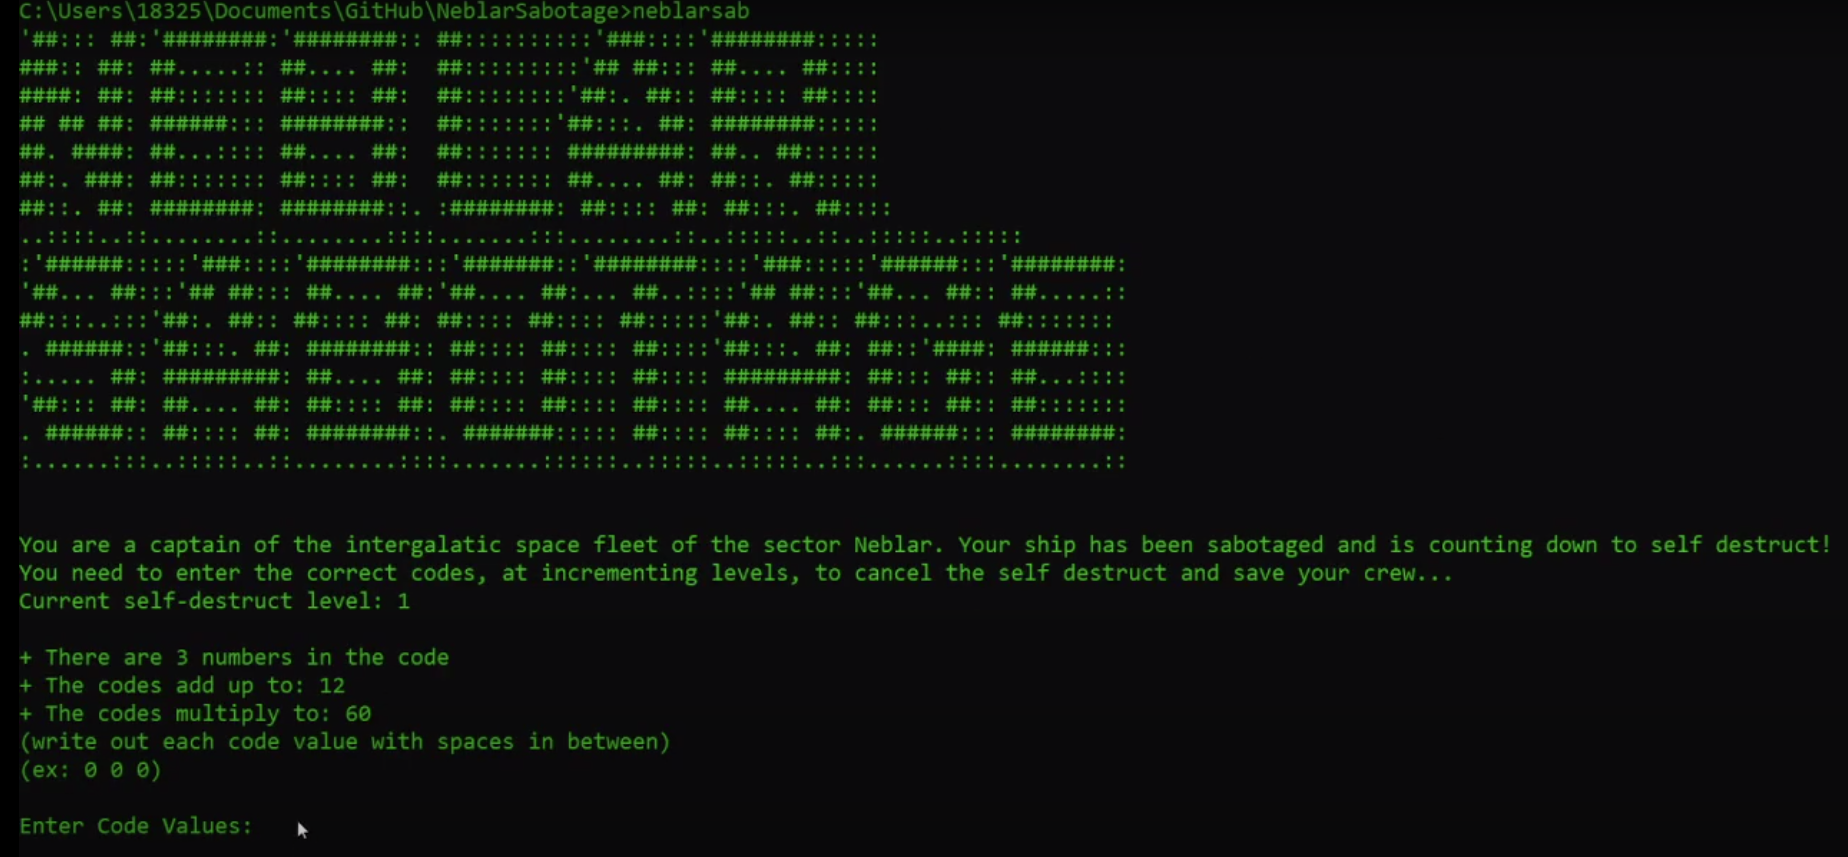 C:\Users\18325\Documents\GitHub\NeblarSabotage>neblarsab
'##::: ##:'########:'########:: ##::::::::::'###::::'########:::::
###:: ##: ##.....:: ##.... ##:  ##:::::::::'## ##::: ##.... ##::::
####: ##: ##::::::: ##:::: ##:  ##::::::::'##:. ##:: ##:::: ##::::
## ## ##: ######::: ########::  ##:::::::'##:::. ##: ########:::::
##. ####: ##...:::: ##.... ##:  ##::::::: #########: ##.. ##::::::
##:. ###: ##::::::: ##:::: ##:  ##::::::: ##.... ##: ##::. ##:::::
##::. ##: ########: ########::. :########: ##:::: ##: ##:::. ##::::
..::::..::........::........::::.......:::........::..:::::..::..:::::..:::::
:'######:::::'###::::'########:::'#######::'########::::'###:::::'######:::'########:
'##... ##:::'## ##::: ##.... ##:'##.... ##:... ##..::::'## ##:::'##... ##:: ##.....::
##:::..:::'##:. ##:: ##:::: ##: ##:::: ##:::: ##:::::'##:. ##:: ##:::..::: ##:::::::
. ######::'##:::. ##: ########:: ##:::: ##:::: ##::::'##:::. ##: ##::'####: ######:::
:..... ##: #########: ##.... ##: ##:::: ##:::: ##:::: #########: ##::: ##:: ##...::::
'##::: ##: ##.... ##: ##:::: ##: ##:::: ##:::: ##:::: ##.... ##: ##::: ##:: ##:::::::
. ######:: ##:::: ##: ########::. #######::::: ##:::: ##:::: ##:. ######::: ########:
:......:::..:::::..::........::::.......::::::..:::::..:::::..:::......::::........::
You are a captain of the intergalatic space fleet of the sector Neblar. Your ship has been sabotaged and is counting down to self destruct!
You need to enter the correct codes, at incrementing levels, to cancel the self destruct and save your crew...
Current self-destruct level: 1
+ There are 3 numbers in the code
+ The codes add up to: 12
+ The codes multiply to: 60
(write out each code value with spaces in between)
(ex: 0 0 0)
Enter Code Values: